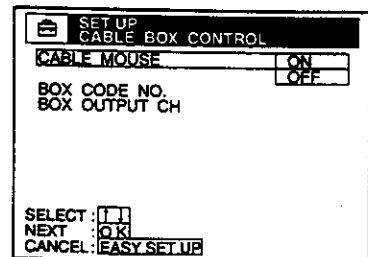 SET UP
CABLE BOX CONTROL
CABLE MOUSE ON
OFF
BOX CODE NO.
BOX OUTPUT CH
SELECT : ↑ ↓
NEXT : OK
CANCEL : EASY SET UP